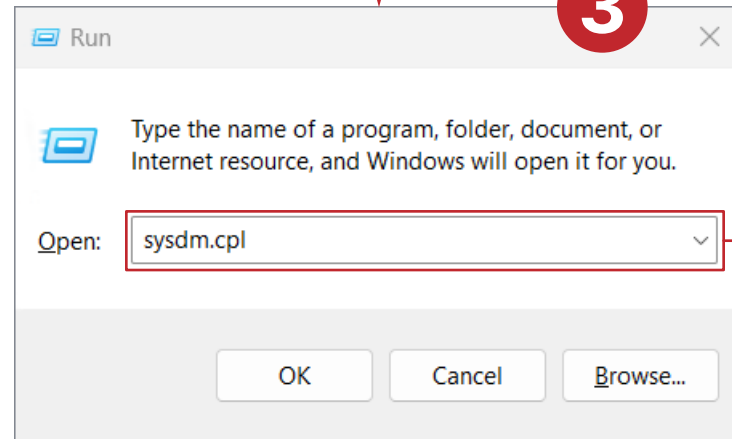 3
Run
Type the name of a program, folder, document, or
Internet resource, and Windows will open it for you.
Open: sysdm.cpl
OK Cancel Browse...